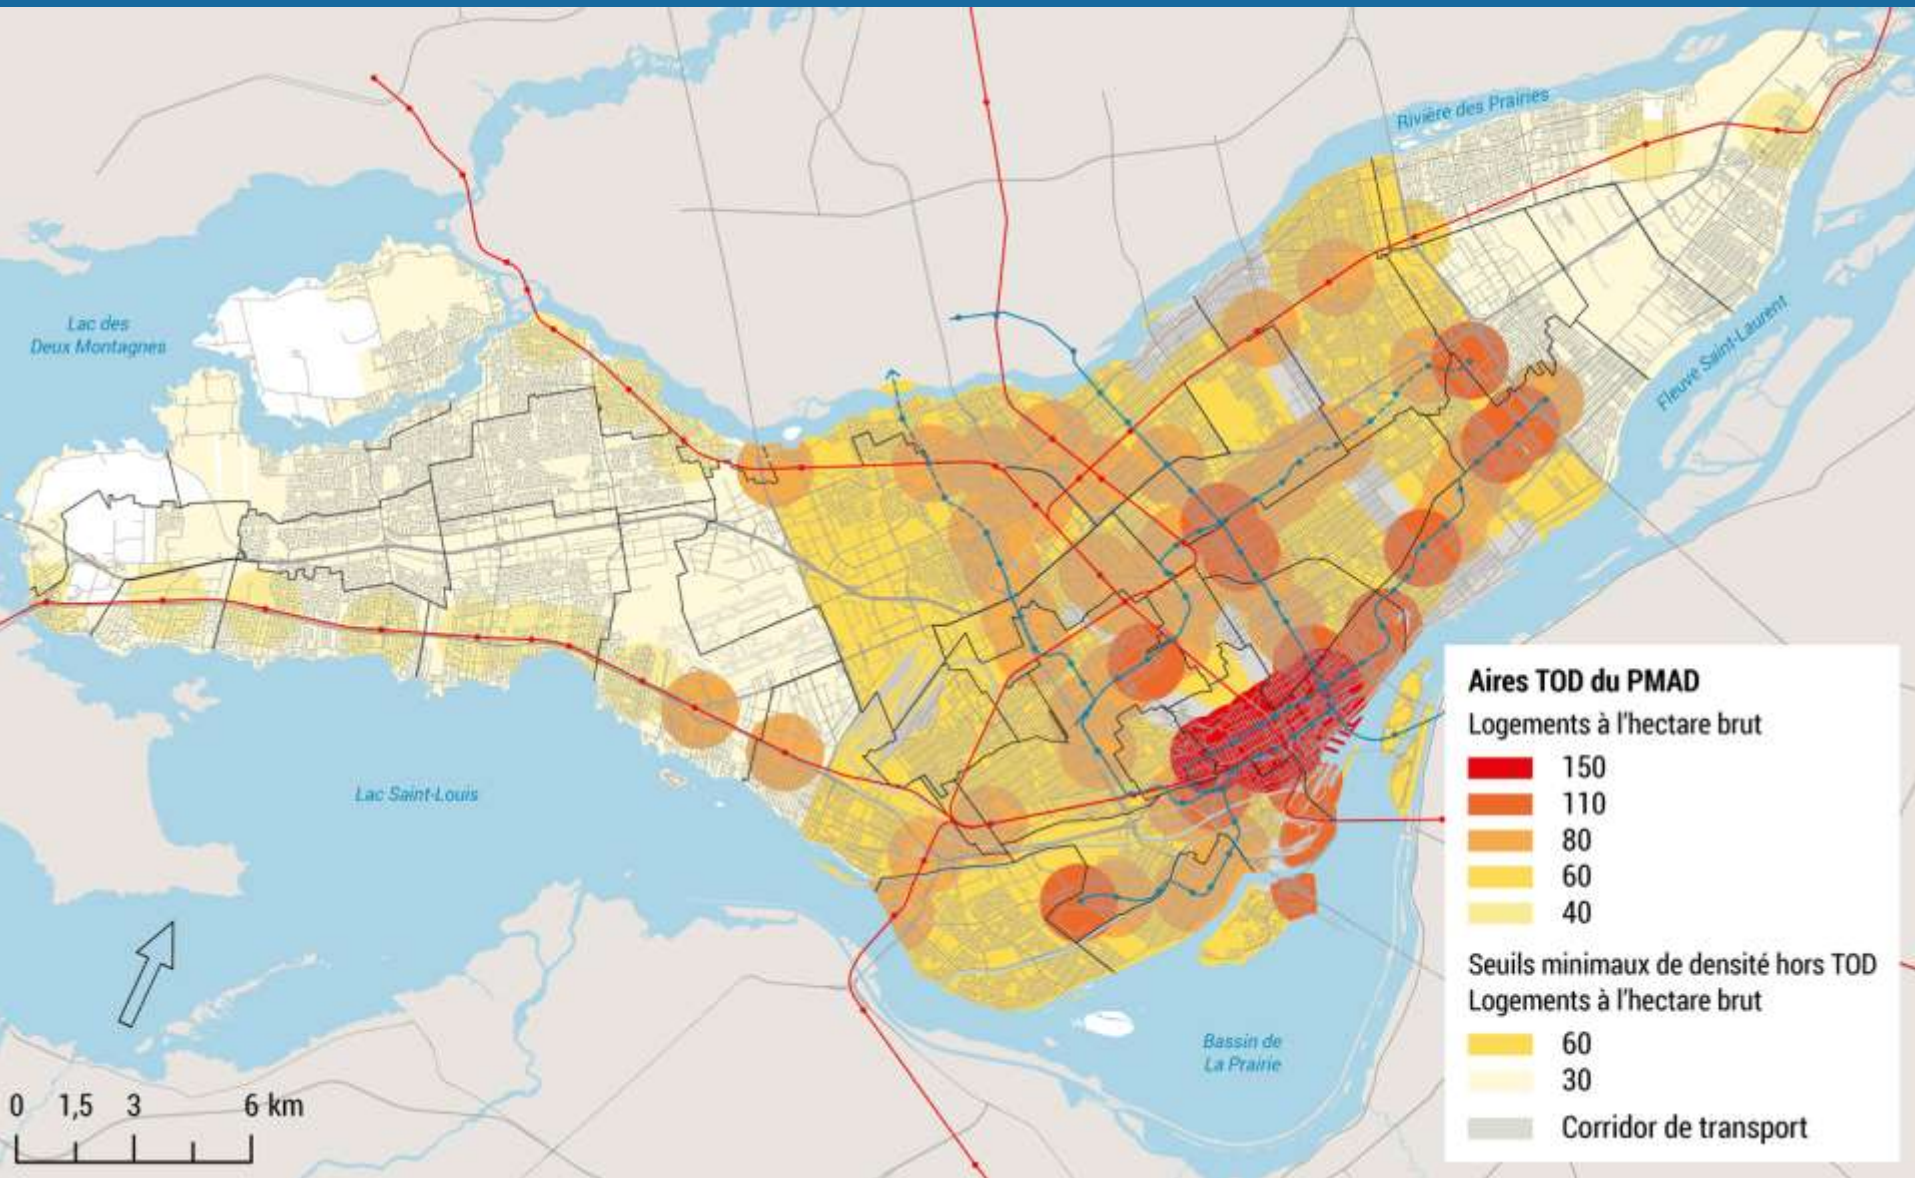 Rivière des Prairies
Lac des
Deux Montagnes
Fleuve Saint-Laurent
Lac Saint-Louis
Bassin de
La Prairie
0 1,5 3 6 km
Aires TOD du PMAD
Logements à l'hectare brut
150
110
80
60
40
Seuils minimaux de densité hors TOD
Logements à l'hectare brut
60
30
Corridor de transport